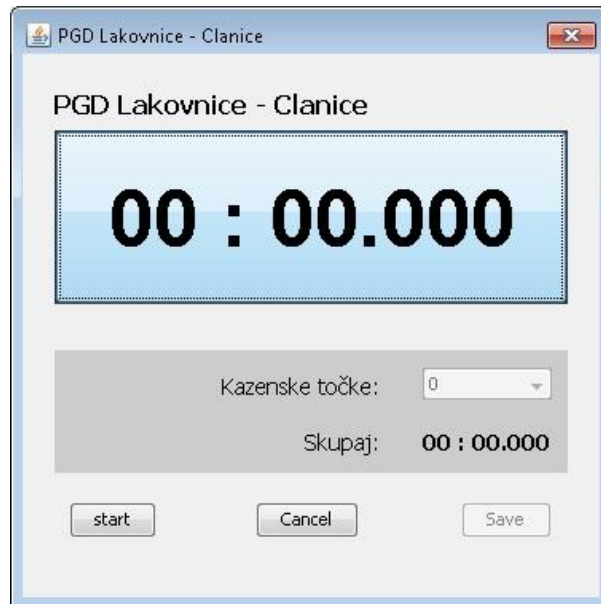 PGD Lakovnice - Clanice
PGD Lakovnice - Clanice
00 : 00.000
Kazenske točke: 0
Skupaj: 00 : 00.000
start Cancel Save